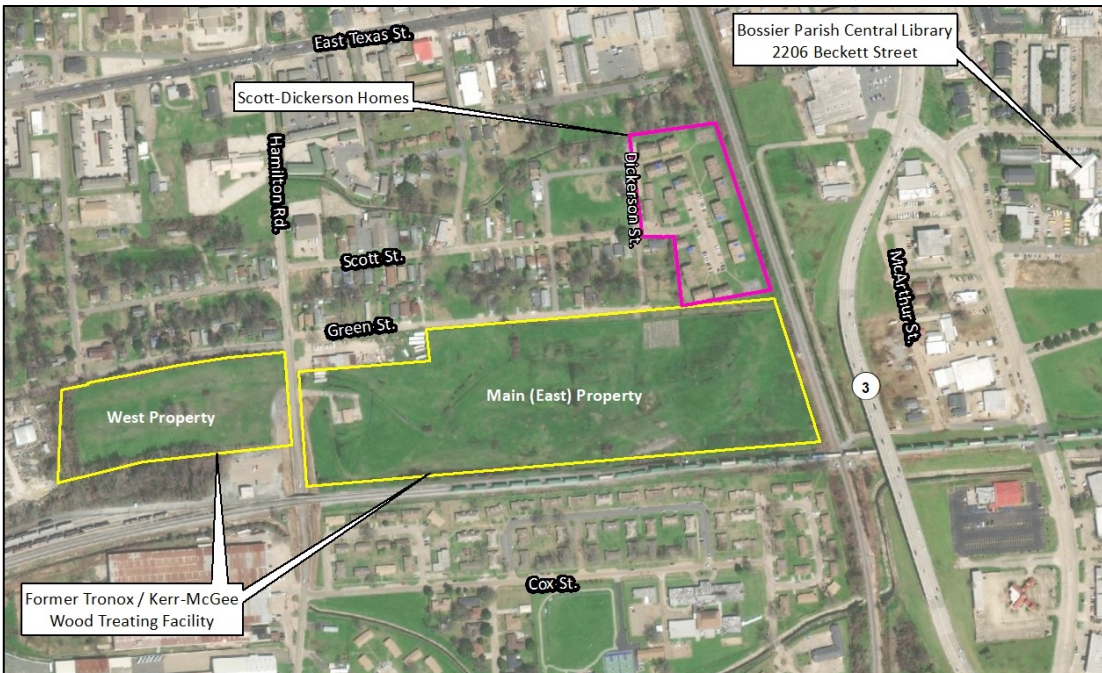 East Texas St.
Bossier Parish Central Library
2206 Beckett Street
Scott-Dickerson Homes
Hamilton Rd.
Dickerson St.
Scott St.
McArthur St.
Green St.
West Property
Main (East) Property
3
Former Tronox / Kerr-McGee
Wood Treating Facility
Cox St.